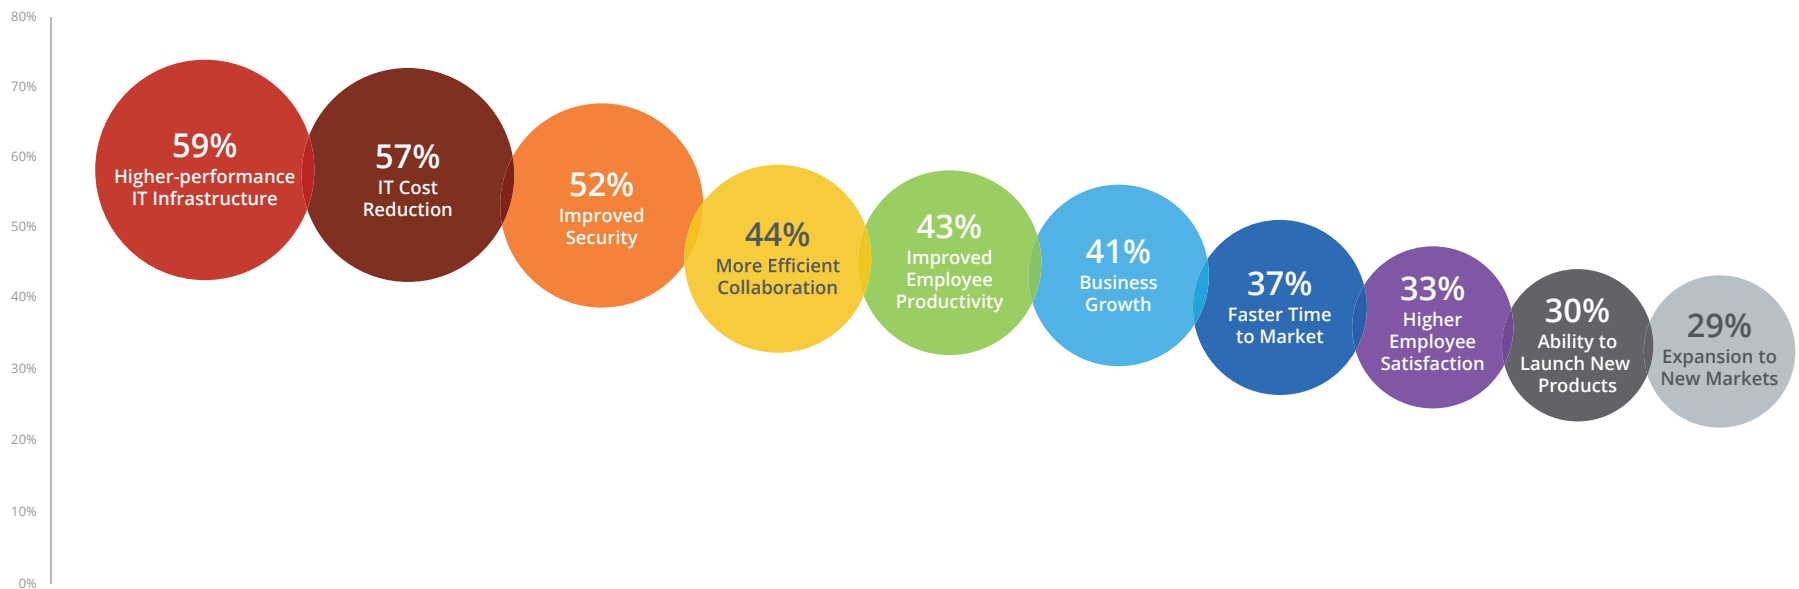 80%
70%
60%
50%
40%
30%
20%
10%
0%
59%
Higher-performance
IT Infrastructure
57%
IT Cost
Reduction
52%
Improved
Security
44%
More Efficient
Collaboration
43%
Improved
Employee
Productivity
41%
Business
Growth
37%
Faster Time
to Market
33%
Higher
Employee
Satisfaction
30%
Ability to
Launch New
Products
29%
Expansion to
New Markets